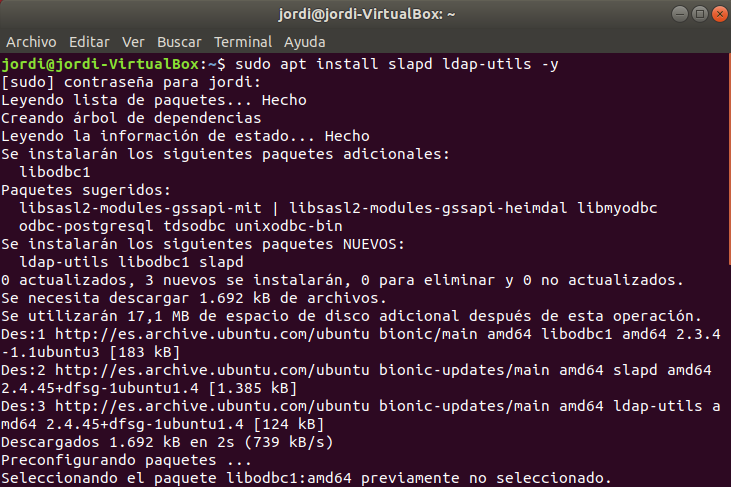 jordi@jordi-VirtualBox: ~
Archivo Editar Ver Buscar Terminal Ayuda
jordi@jordi-VirtualBox:~$ sudo apt install slapd ldap-utils -y
[sudo] contraseña para jordi:
Leyendo lista de paquetes... Hecho
Creando árbol de dependencias
Leyendo la información de estado... Hecho
Se instalarán los siguientes paquetes adicionales:
  libodbc1
Paquetes sugeridos:
  libsasl2-modules-gssapi-mit | libsasl2-modules-gssapi-heimdal libmyodbc
  odbc-postgresql tdsodbc unixodbc-bin
Se instalarán los siguientes paquetes NUEVOS:
  ldap-utils libodbc1 slapd
0 actualizados, 3 nuevos se instalarán, 0 para eliminar y 0 no actualizados.
Se necesita descargar 1.692 kB de archivos.
Se utilizarán 17,1 MB de espacio de disco adicional después de esta operación.
Des:1 http://es.archive.ubuntu.com/ubuntu bionic/main amd64 libodbc1 amd64 2.3.4
-1.1ubuntu3 [183 kB]
Des:2 http://es.archive.ubuntu.com/ubuntu bionic-updates/main amd64 slapd amd64
2.4.45+dfsg-1ubuntu1.4 [1.385 kB]
Des:3 http://es.archive.ubuntu.com/ubuntu bionic-updates/main amd64 ldap-utils a
md64 2.4.45+dfsg-1ubuntu1.4 [124 kB]
Descargados 1.692 kB en 2s (739 kB/s)
Preconfigurando paquetes ...
Seleccionando el paquete libodbc1:amd64 previamente no seleccionado.